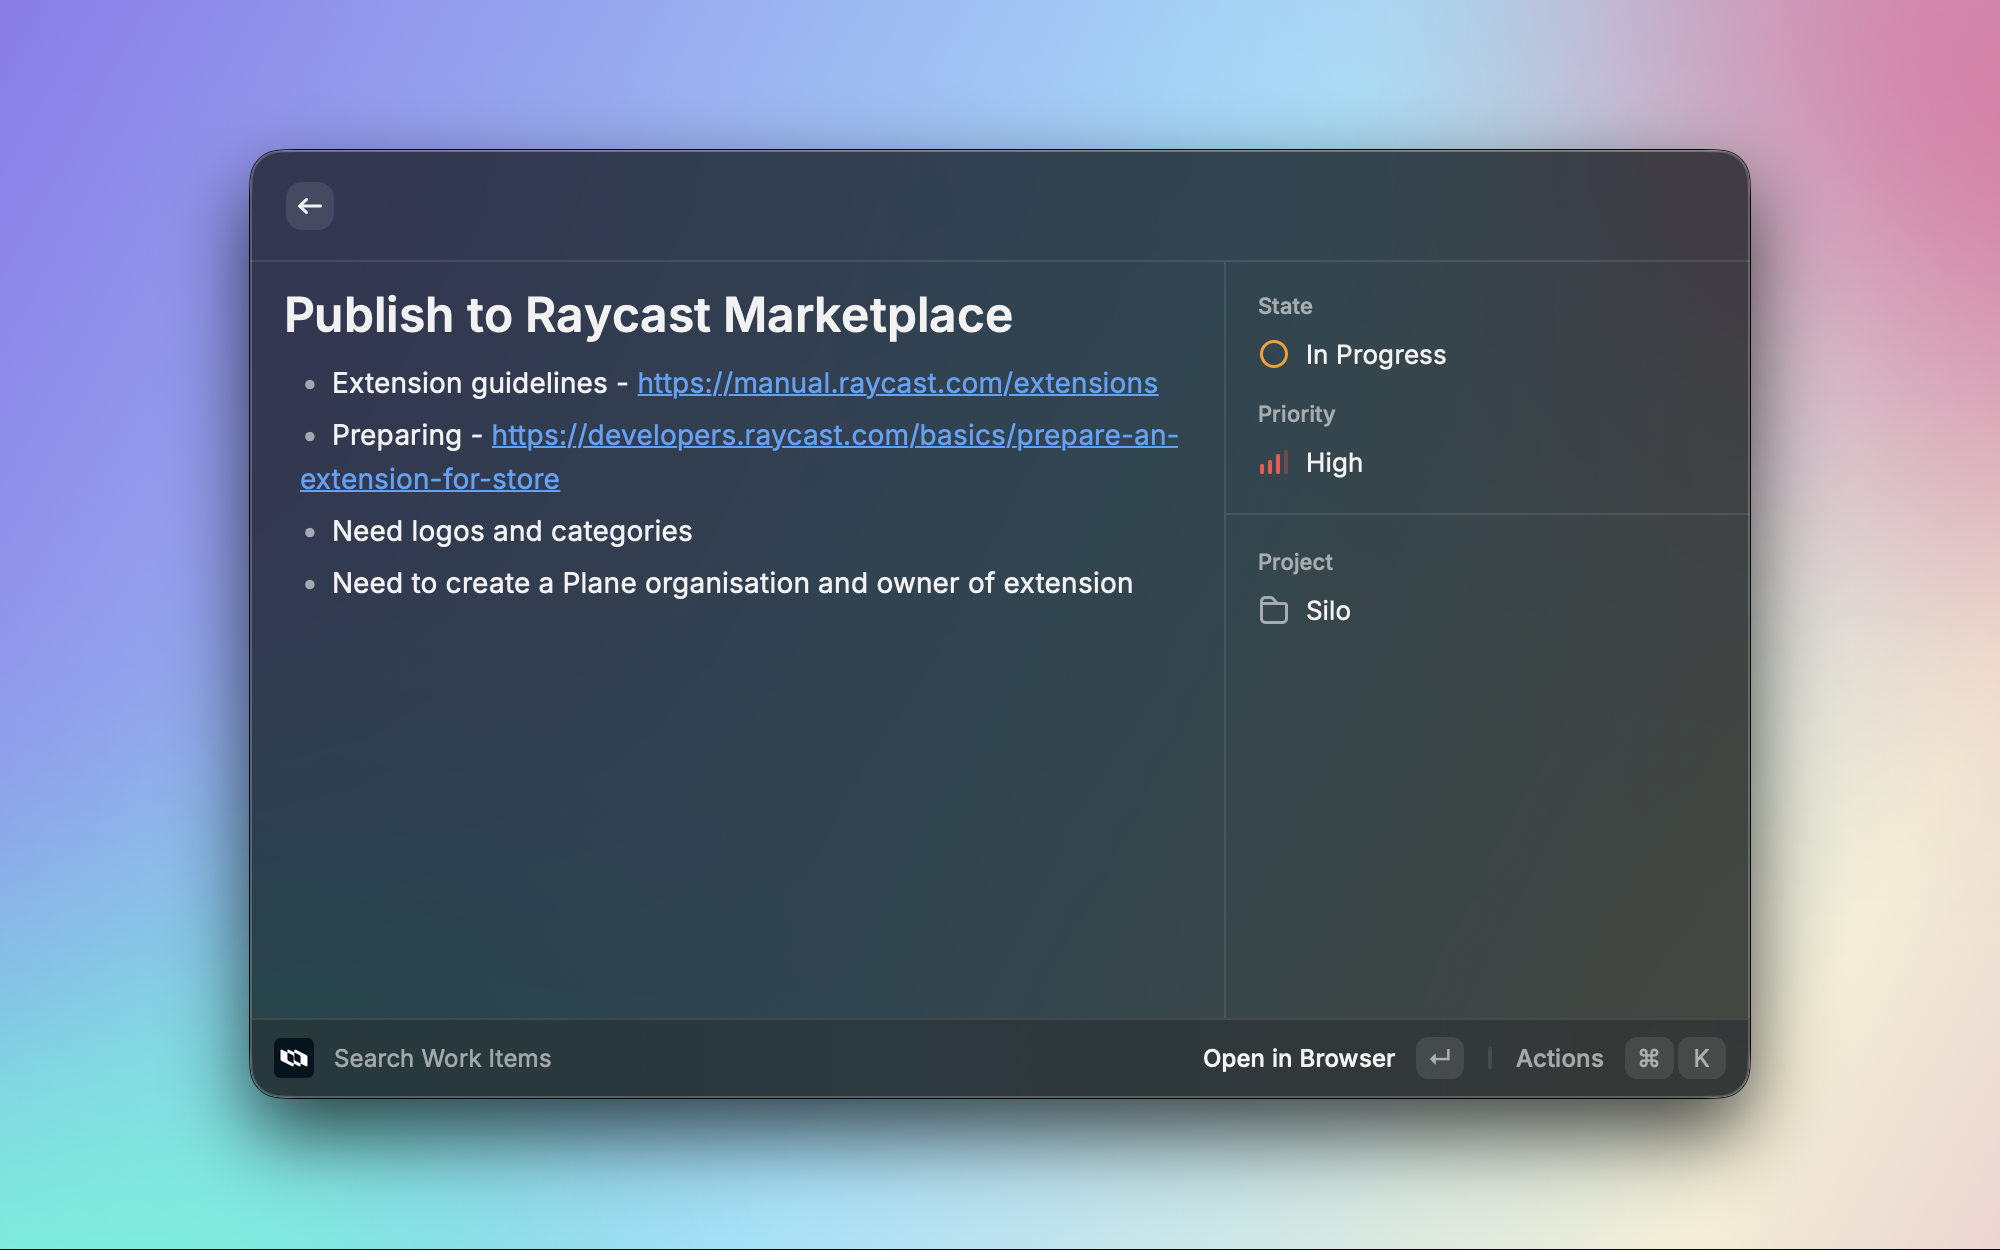 Publish to Raycast Marketplace
• Extension guidelines - https://manual.raycast.com/extensions
• Preparing - https://developers.raycast.com/basics/prepare-an-
extension-for-store
• Need logos and categories
• Need to create a Plane organisation and owner of extension
State
In Progress
Priority
High
Project
Silo
Search Work Items
Open in Browser ↵ | Actions ⌘ K